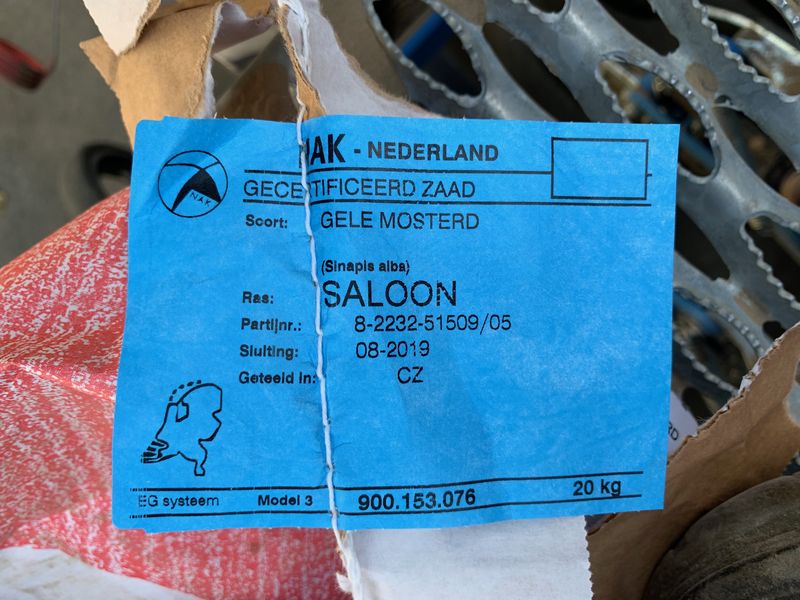 NAK - NEDERLAND
NAK
GECERTIFICEERD ZAAD
Soort: GELE MOSTERD
(Sinapis alba)
Ras: SALOON
Partijnr.: 8-2232-51509/05
Sluiting: 08-2019
Geteeld in: CZ
EG systeem Model 3 900.153.076 20 kg